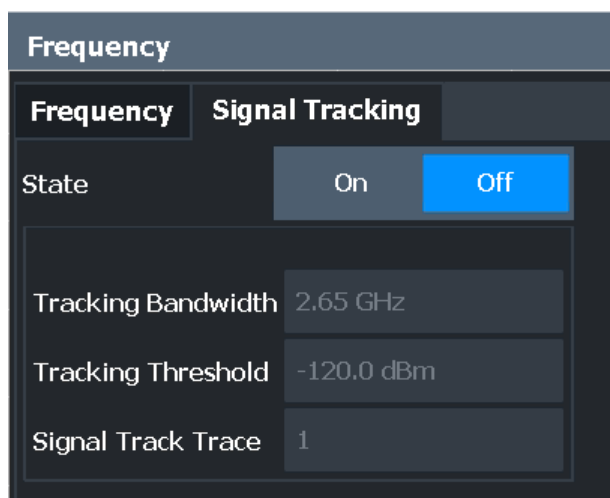 Frequency
Frequency Signal Tracking
State On Off
Tracking Bandwidth 2.65 GHz
Tracking Threshold -120.0 dBm
Signal Track Trace 1